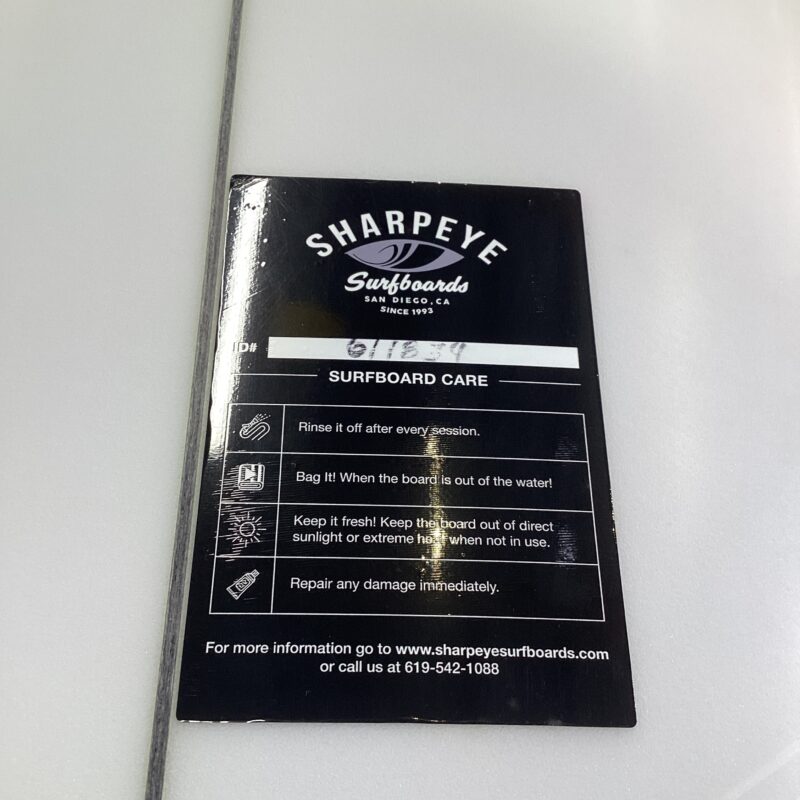 SHARPEYE
Surfboards
SAN DIEGO, CA
SINCE 1993
ID# 611839
SURFBOARD CARE
Rinse it off after every session.
Bag It! When the board is out of the water!
Keep it fresh! Keep the board out of direct
sunlight or extreme heat when not in use.
Repair any damage immediately.
For more information go to www.sharpeyesurfboards.com
or call us at 619-542-1088